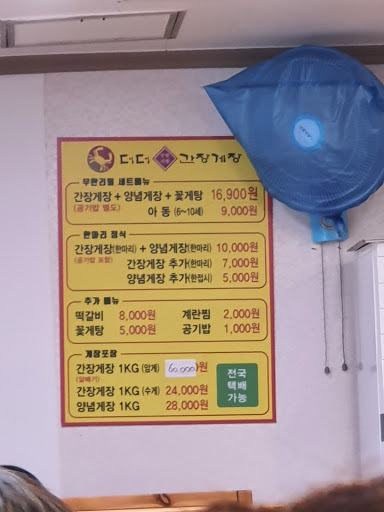 더더 간장게장
무한리필 세트메뉴
간장게장 + 양념게장 + 꽃게탕 16,900원
(공기밥 별도) 아 동 (6~10세) 9,000원
한마리 정식
간장게장(한마리) + 양념게장(한마리) 10,000원
(공기밥 포함) 간장게장 추가(한마리) 7,000원
양념게장 추가(한접시) 5,000원
추가 메뉴
떡갈비 8,000원 계란찜 2,000원
꽃게탕 5,000원 공기밥 1,000원
게장포장
간장게장 1KG (암게) 60,000원
(알배기)
간장게장 1KG (수게) 24,000원
양념게장 1KG 28,000원
전국
택배
가능